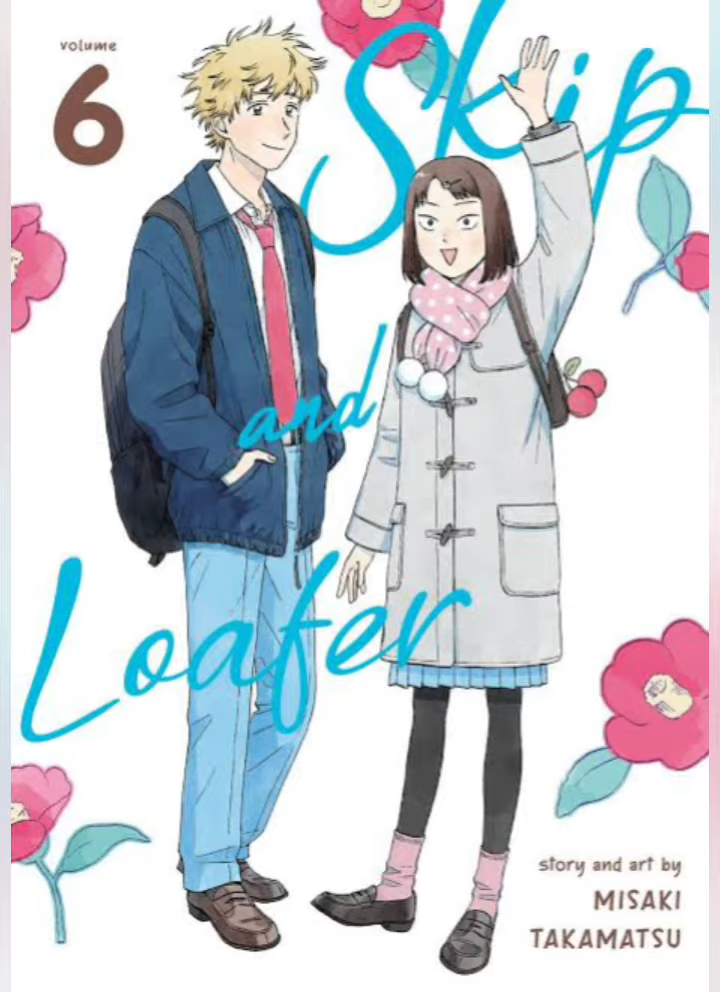 volume
6
Skip
and
Loafer
story and art by
MISAKI
TAKAMATSU